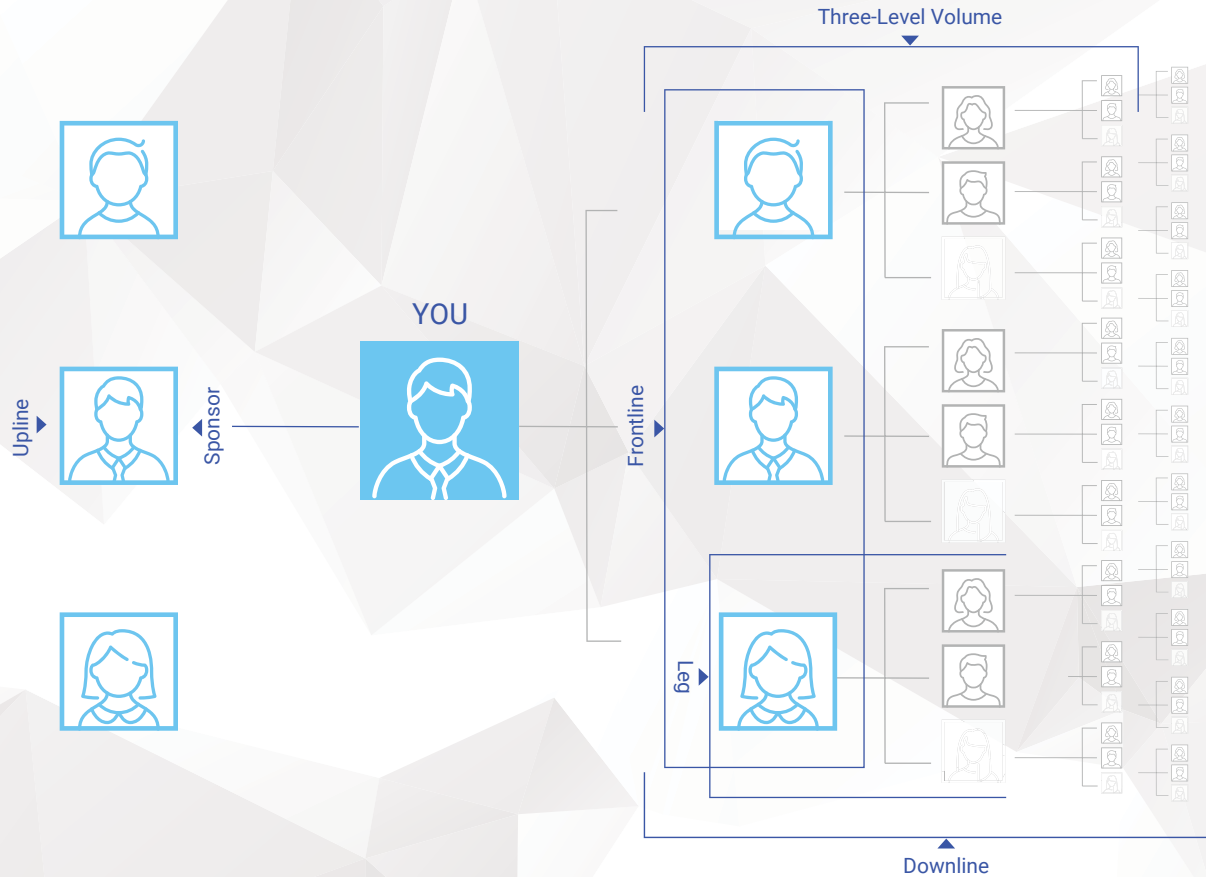 Three-Level Volume
YOU
Upline
Sponsor
Frontline
Leg
Downline